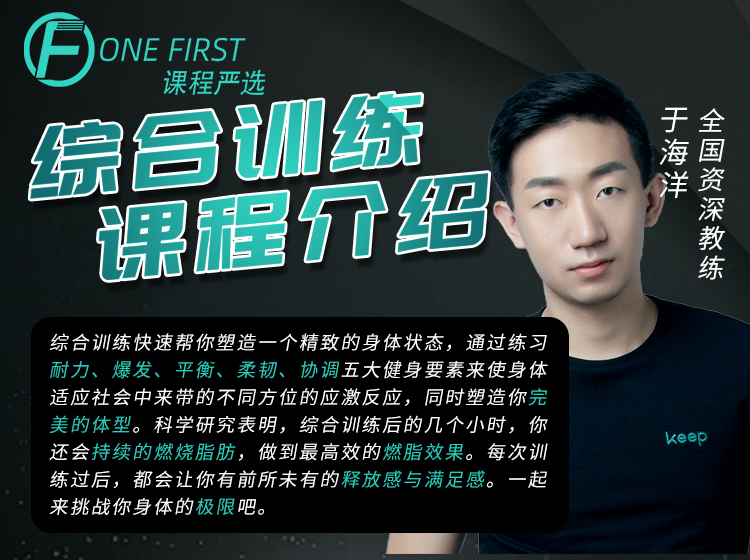 F
ONE FIRST
课程严选
综合训练
课程介绍
全国资深教练
于海洋
综合训练快速帮你塑造一个精致的身体状态，通过练习
耐力、爆发、平衡、柔韧、协调五大健身要素来使身体
适应社会中来带的不同方位的应激反应，同时塑造你完
美的体型。科学研究表明，综合训练后的几个小时，你
还会持续的燃烧脂肪，做到最高效的燃脂效果。每次训
练过后，都会让你有前所未有的释放感与满足感。一起
来挑战你身体的极限吧。
keep